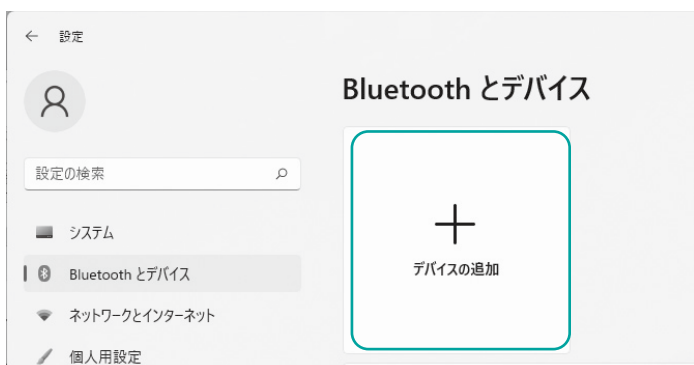 設定
Bluetooth とデバイス
設定の検索
システム
Bluetooth とデバイス
ネットワークとインターネット
個人用設定
デバイスの追加